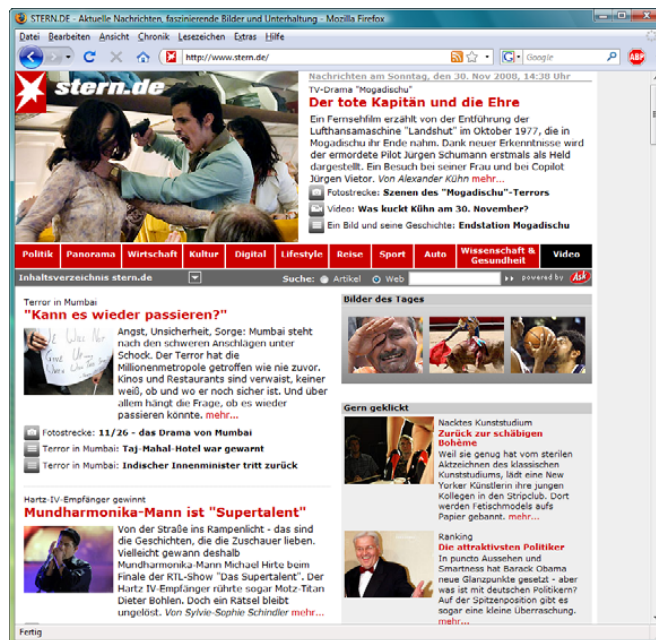 STERN.DE - Aktuelle Nachrichten, faszinierende Bilder und Unterhaltung - Mozilla Firefox
Datei Bearbeiten Ansicht Chronik Lesezeichen Extras Hilfe
http://www.stern.de/
Google
ABP
stern.de
Nachrichten am Sonntag, den 30. Nov 2008, 14:38 Uhr
TV-Drama "Mogadischu"
Der tote Kapitän und die Ehre
Ein Fernsehfilm erzählt von der Entführung der
Lufthansamaschine "Landshut" im Oktober 1977, die in
Mogadischu ihr Ende nahm. Dank neuer Erkenntnisse wird
der ermordete Pilot Jürgen Schumann erstmals als Held
dargestellt. Ein Besuch bei seiner Frau und bei Copilot
Jürgen Vietor. Von Alexander Kühn mehr...
Fotostrecke: Szenen des "Mogadischu"-Terrors
Video: Was kuckt Kühn am 30. November?
Ein Bild und seine Geschichte: Endstation Mogadischu
Politik Panorama Wirtschaft Kultur Digital Lifestyle Reise Sport Auto Wissenschaft & Gesundheit Video
Inhaltsverzeichnis stern.de Suche: Artikel Web powered by Ask
Terror in Mumbai
"Kann es wieder passieren?"
Angst, Unsicherheit, Sorge: Mumbai steht
nach den schweren Anschlägen unter
Schock. Der Terror hat die
Millionenmetropole getroffen wie nie zuvor.
Kinos und Restaurants sind verwaist, keiner
weiß, ob und wo er noch sicher ist. Und über
allem hängt die Frage, ob es wieder
passieren könnte. mehr...
Fotostrecke: 11/26 - das Drama von Mumbai
Terror in Mumbai: Taj-Mahal-Hotel war gewarnt
Terror in Mumbai: Indischer Innenminister tritt zurück
Hartz-IV-Empfänger gewinnt
Mundharmonika-Mann ist "Supertalent"
Von der Straße ins Rampenlicht - das sind
die Geschichten, die die Zuschauer lieben.
Vielleicht gewann deshalb
Mundharmonika-Mann Michael Hirte beim
Finale der RTL-Show "Das Supertalent". Der
Hartz IV-Empfänger rührte sogar Motz-Titan
Dieter Bohlen. Doch ein Rätsel bleibt
ungelöst. Von Sylvie-Sophie Schindler mehr...
Bilder des Tages
Gern geklickt
Nacktes Kunststudium
Zurück zur schäbigen
Bohème
Weil sie genug hat vom sterilen
Aktzeichnen des klassischen
Kunststudiums, lädt eine New
Yorker Künstlerin ihre jungen
Kollegen in den Stripclub. Dort
werden Fetischmodels aufs
Papier gebannt. mehr...
Ranking
Die attraktivsten Politiker
In puncto Aussehen und
Smartness hat Barack Obama
neue Glanzpunkte gesetzt - aber
was ist mit deutschen Politikern?
Auf der Spitzenposition gibt es
sogar eine kleine Überraschung.
mehr...
Fertig